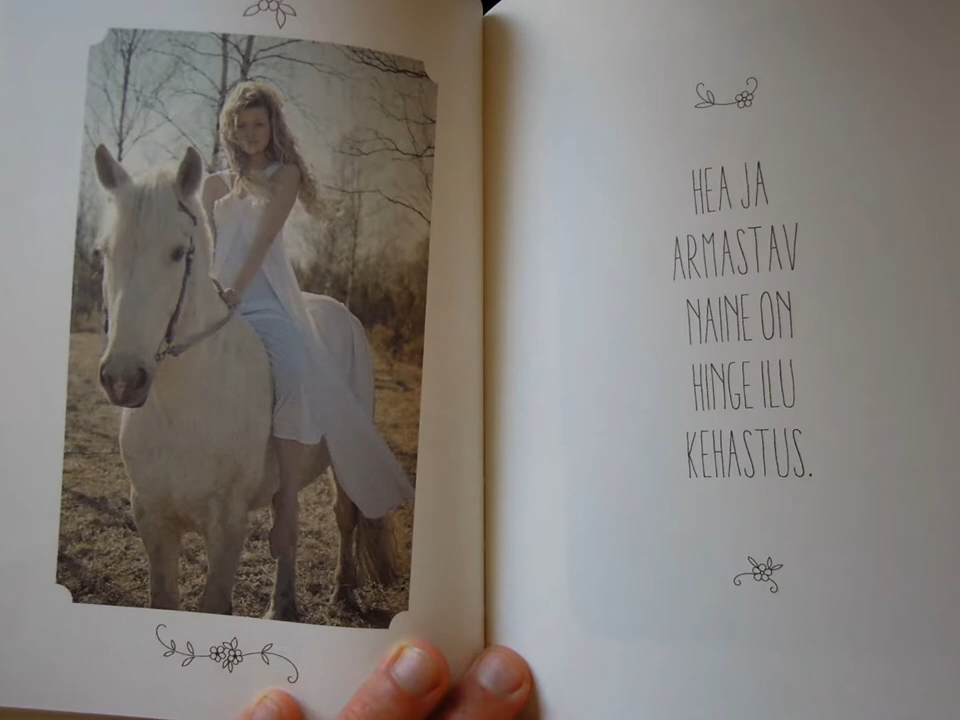 HEA JA
ARMASTAV
NAINE ON
HINGE ILU
KEHASTUS.